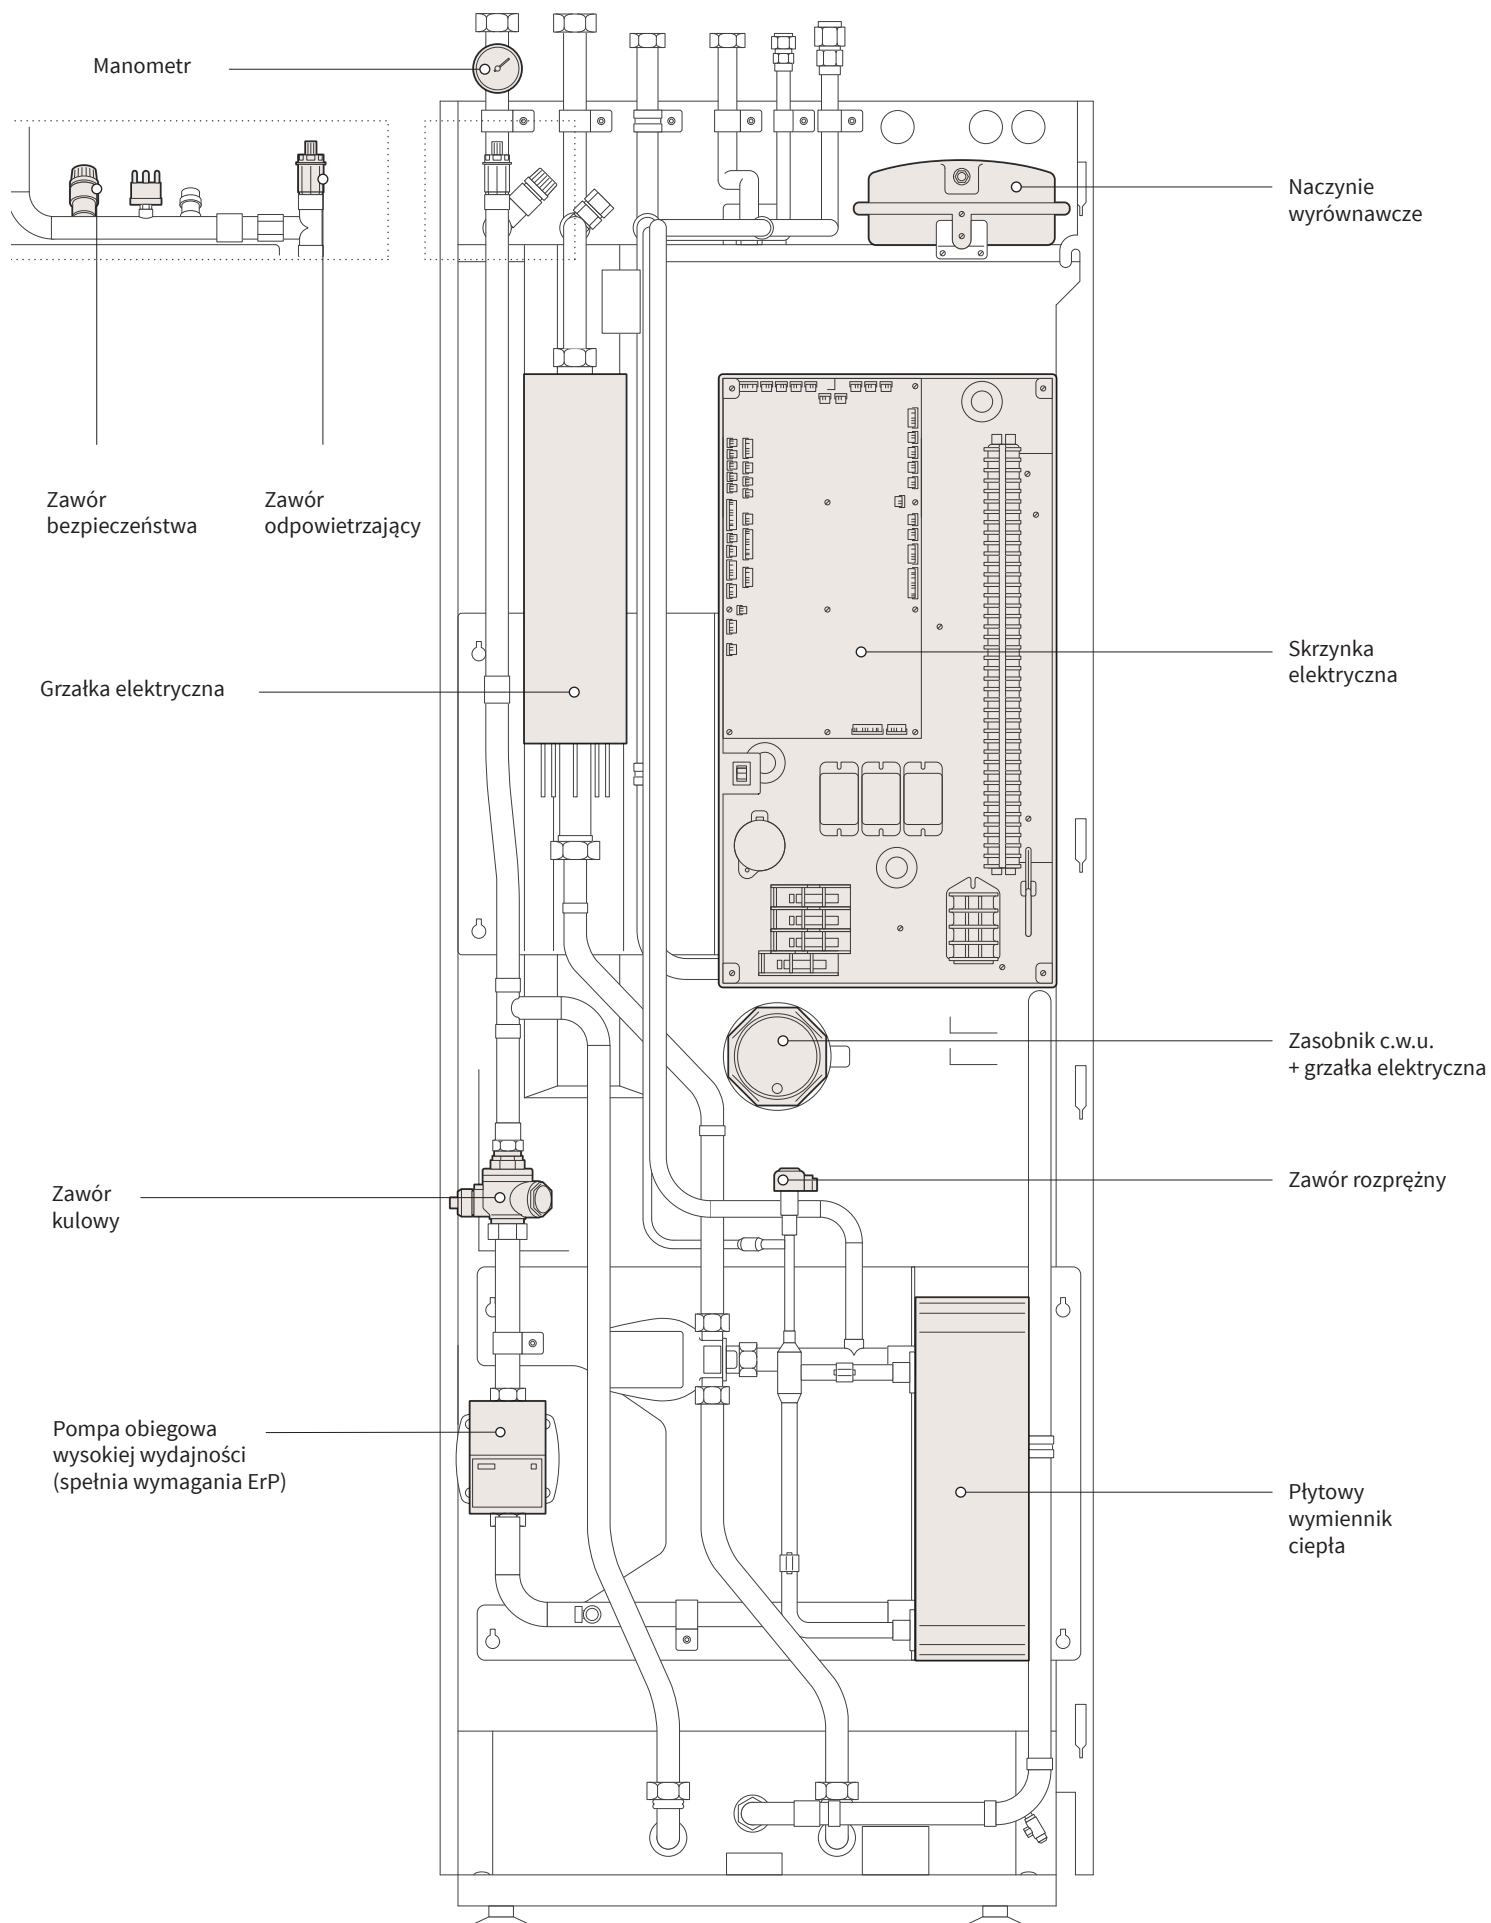 Manometr
Naczynie
wyrównawcze
Zawór
bezpieczeństwa
Zawór
odpowietrzający
Skrzynka
elektryczna
Grzałka elektryczna
Zasobnik c.w.u.
+ grzałka elektryczna
Zawór rozprężny
Zawór
kulowy
Pompa obiegowa
wysokiej wydajności
(spełnia wymagania ErP)
Płytowy
wymiennik
ciepła